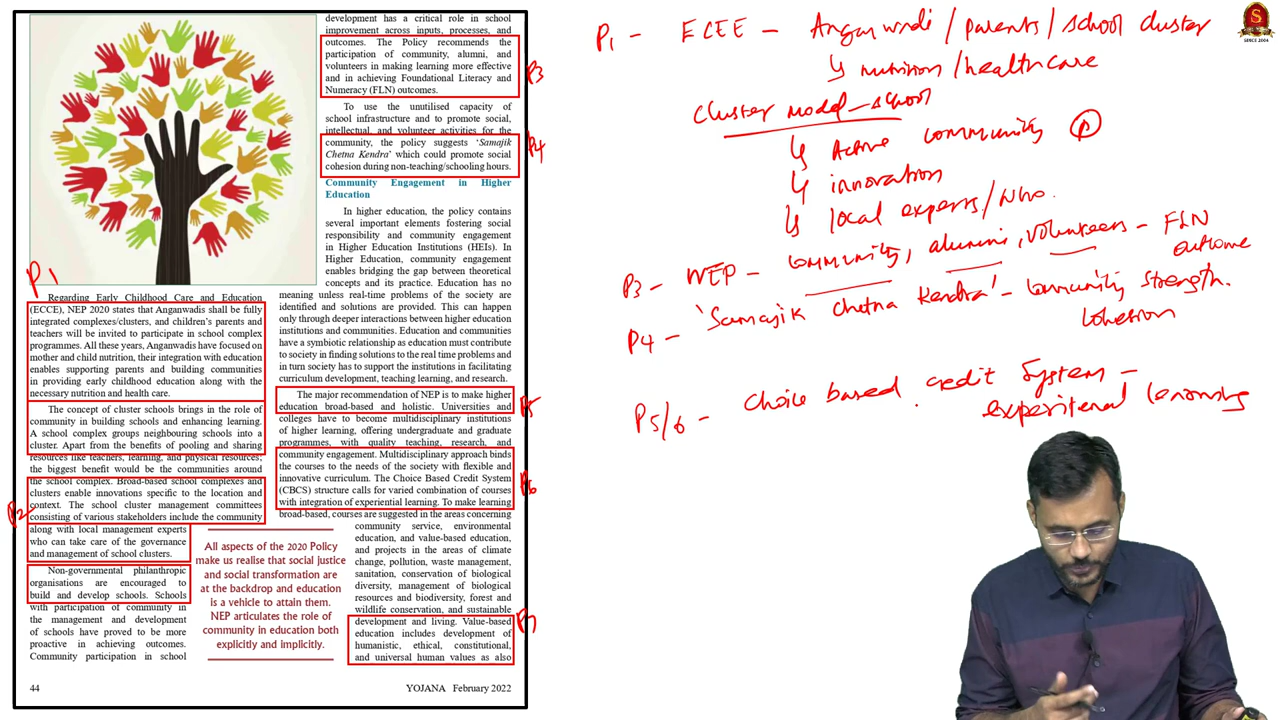 development has a critical role in school
improvement across inputs, processes, and
outcomes. The Policy recommends the
participation of community, alumni, and
volunteers in making learning more effective
and in achieving Foundational Literacy and
Numeracy (FLN) outcomes.
P3
To use the unutilised capacity of
school infrastructure and to promote social,
intellectual, and volunteer activities for the
community, the policy suggests 'Samajik
Chetna Kendra' which could promote social
cohesion during non-teaching/schooling hours.
P4
Community Engagement in Higher
Education
In higher education, the policy contains
several important elements fostering social
responsibility and community engagement
in Higher Education Institutions (HEIs). In
Higher Education, community engagement
enables bridging the gap between theoretical
concepts and its practice. Education has no
meaning unless real-time problems of the society are
identified and solutions are provided. This can happen
only through deeper interactions between higher education
institutions and communities. Education and communities
have a symbiotic relationship as education must contribute
to society in finding solutions to the real time problems and
in turn society has to support the institutions in facilitating
curriculum development, teaching learning, and research.
The major recommendation of NEP is to make higher
education broad-based and holistic. Universities and
P5
colleges have to become multidisciplinary institutions
of higher learning, offering undergraduate and graduate
programmes, with quality teaching, research, and
community engagement. Multidisciplinary approach binds
the courses to the needs of the society with flexible and
innovative curriculum. The Choice Based Credit System
(CBCS) structure calls for varied combination of courses
with integration of experiential learning. To make learning
P6
broad-based, courses are suggested in the areas concerning
community service, environmental
education, and value-based education,
and projects in the areas of climate
change, pollution, waste management,
sanitation, conservation of biological
diversity, management of biological
resources and biodiversity, forest and
wildlife conservation, and sustainable
development and living. Value-based
education includes development of
humanistic, ethical, constitutional,
and universal human values as also
P7
P1
Regarding Early Childhood Care and Education
(ECCE), NEP 2020 states that Anganwadis shall be fully
integrated complexes/clusters, and children's parents and
teachers will be invited to participate in school complex
programmes. All these years, Anganwadis have focused on
mother and child nutrition, their integration with education
enables supporting parents and building communities
in providing early childhood education along with the
necessary nutrition and health care.
The concept of cluster schools brings in the role of
community in building schools and enhancing learning.
A school complex groups neighbouring schools into a
cluster. Apart from the benefits of pooling and sharing
resources like teachers, learning, and physical resources;
the biggest benefit would be the communities around
the school complex. Broad-based school complexes and
clusters enable innovations specific to the location and
context. The school cluster management committees
consisting of various stakeholders include the community
P2
along with local management experts
who can take care of the governance
and management of school clusters.
Non-governmental philanthropic
organisations are encouraged to
build and develop schools. Schools
with participation of community in
the management and development
of schools have proved to be more
proactive in achieving outcomes.
Community participation in school
All aspects of the 2020 Policy
make us realise that social justice
and social transformation are
at the backdrop and education
is a vehicle to attain them.
NEP articulates the role of
community in education both
explicitly and implicitly.
44
YOJANA February 2022
P1 - ECEE - Anganwadi / parents / school cluster
nutrition / healthcare
cluster model - school
Active community P
innovation
local experts /
P3 - NEP - community, alumni, volunteers - FLN
outcome
P4 - 'Samajik Chetna Kendra' - Community strength.
Cohesion
P5/6 - Choice based credit System -
learning
S
SINCE 2004